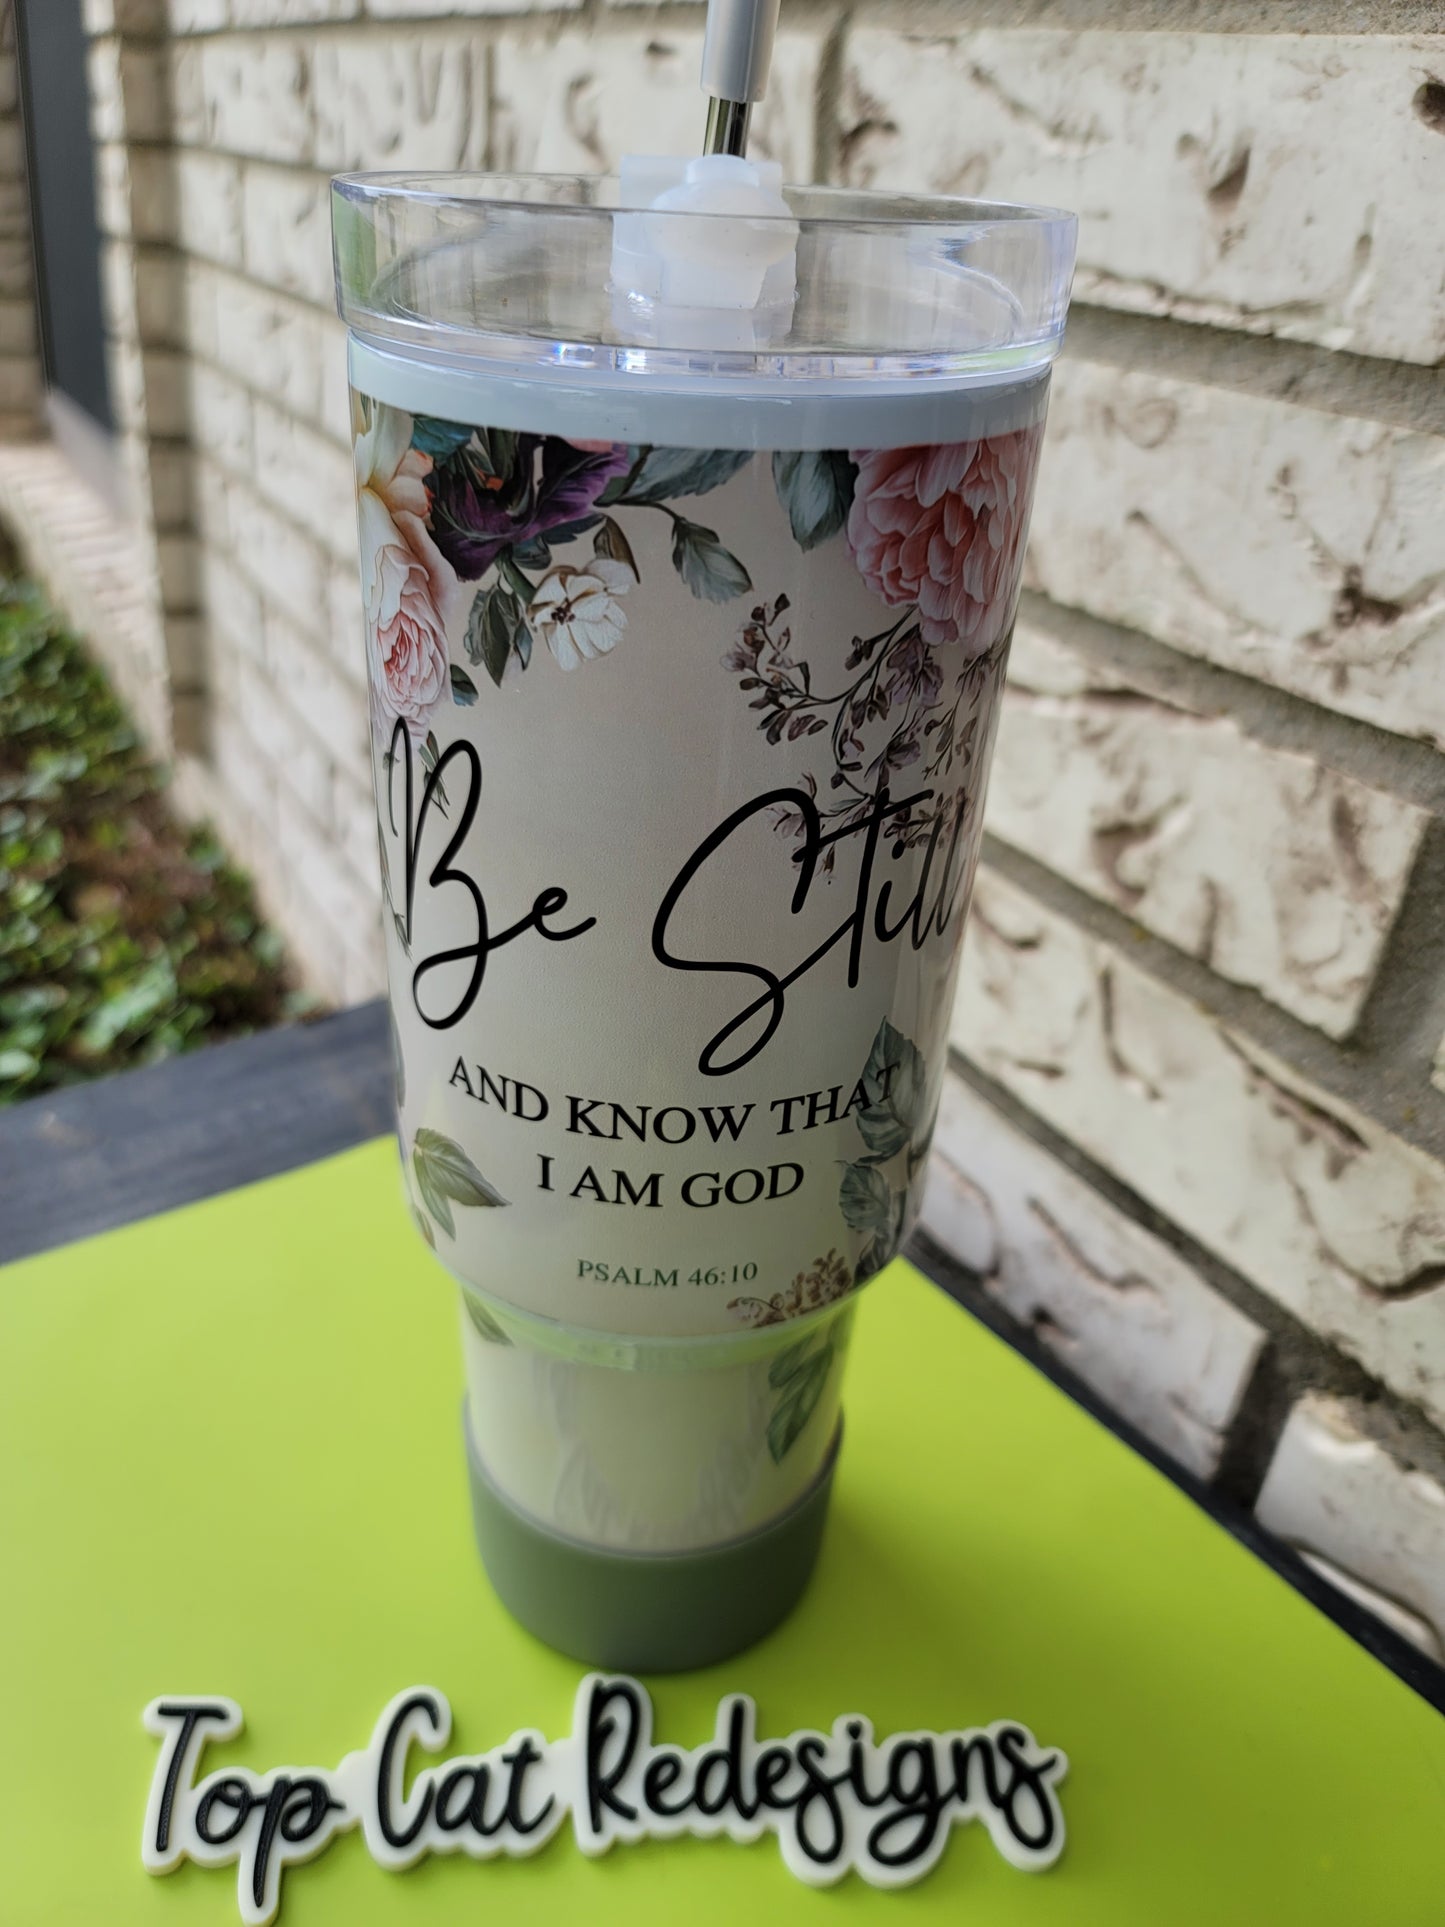 Be Still
AND KNOW THAT
I AM GOD
PSALM 46:10
Top Cat Redesigns